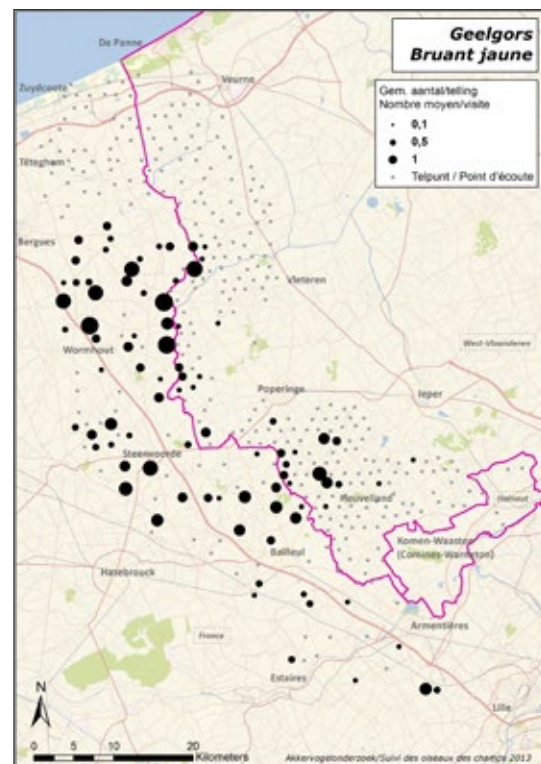 Geelgors
Bruant jaune
Gem. aantal/telling
Nombre moyen/visite
0,1
0,5
1
Telpunt / Point d'écoute
De Panne
Zuydcoote
Veurne
Téteghem
Bergues
Vleteren
Wormhout
West-Vlaanderen
Poperinge
Ieper
Steenvoorde
Heuvelland
Komen-Waasten
(Comines-Warneton)
Bailleul
Hazebrouck
France
Armentières
Estaires
Lille
N
0 5 10 20
Kilometers
Akkervogelonderzoek/Suivi des oiseaux des champs 2013